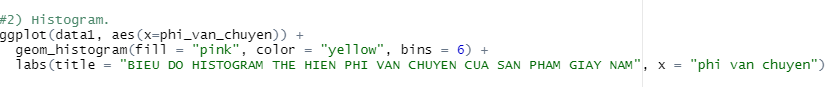 #2) Histogram.
ggplot(data1, aes(x=phi_van_chuyen)) +
geom_histogram(fill = "pink", color = "yellow", bins = 6) +
labs(title = "BIEU DO HISTOGRAM THE HIEN PHI VAN CHUYEN CUA SAN PHAM GIAY NAM", x = "phi van chuyen")